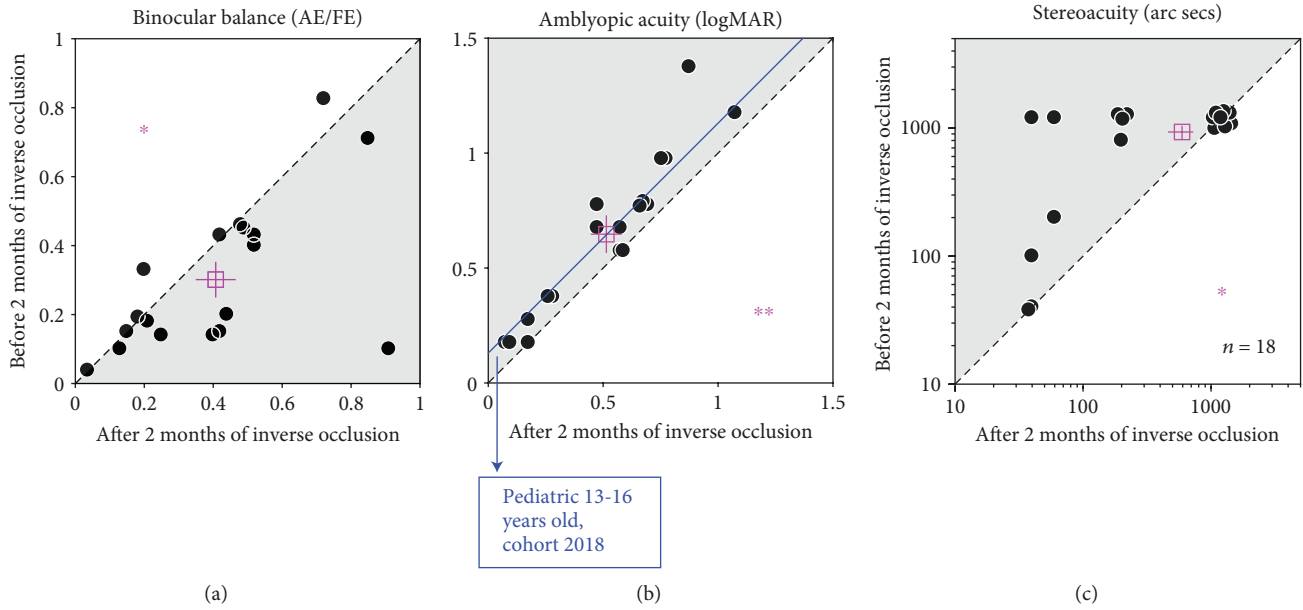 Binocular balance (AE/FE)
Before 2 months of inverse occlusion
1
0.8
0.6
0.4
0.2
0
*
0
0.2
0.4
0.6
0.8
1
After 2 months of inverse occlusion
(a)
Amblyopic acuity (logMAR)
1.5
1
0.5
0
**
0
0.5
1
1.5
After 2 months of inverse occlusion
Pediatric 13-16
years old,
cohort 2018
(b)
Stereoacuity (arc secs)
Before 2 months of inverse occlusion
1000
100
10
*
n = 18
10
100
1000
After 2 months of inverse occlusion
(c)